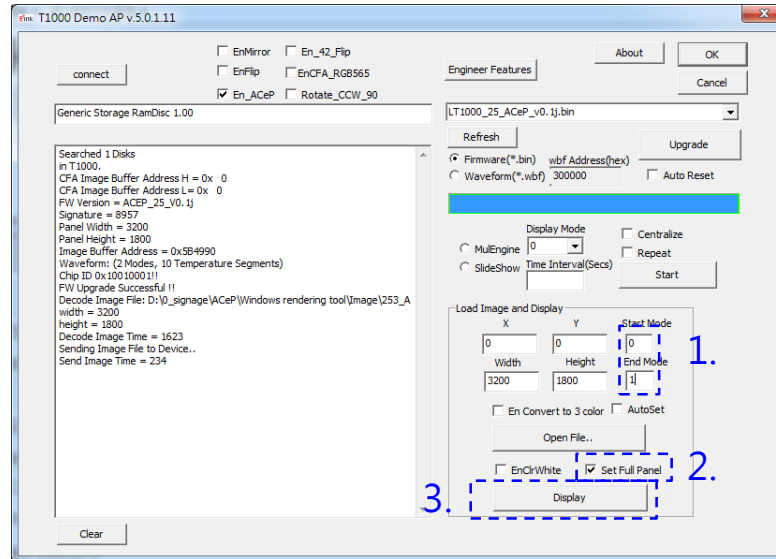 Eink T1000 Demo AP v.5.0.1.11
connect
EnMirror
En_42_Flip
EnFlip
EnCFA_RGB565
En_ACeP
Rotate_CCW_90
Engineer Features
About
OK
Cancel
Generic Storage RamDisc 1.00
LT1000_25_ACeP_v0.1j.bin
Refresh
Upgrade
Firmware(*.bin)
wbf Address(hex)
Waveform(*.wbf)
300000
Auto Reset
Searched 1 Disks
in T1000.
CFA Image Buffer Address H = 0x 0
CFA Image Buffer Address L= 0x 0
FW Version = ACEP_25_V0.1j
Signature = 8957
Panel Width = 3200
Panel Height = 1800
Image Buffer Address = 0x5B4990
Waveform: (2 Modes, 10 Temperature Segments)
Chip ID 0x10010001!!
FW Upgrade Successful !!
Decode Image File: D:\0_signage\ACeP\Windows rendering tool\Image\253_A
width = 3200
height = 1800
Decode Image Time = 1623
Sending Image File to Device..
Send Image Time = 234
Display Mode
MulEngine
0
Centralize
Repeat
SlideShow
Time Interval(Secs)
Start
Load Image and Display
X
Y
Start Mode
0
0
0
1.
Width
Height
End Mode
3200
1800
1
En Convert to 3 color
AutoSet
Open File..
EnClrWhite
Set Full Panel
2.
3.
Display
Clear